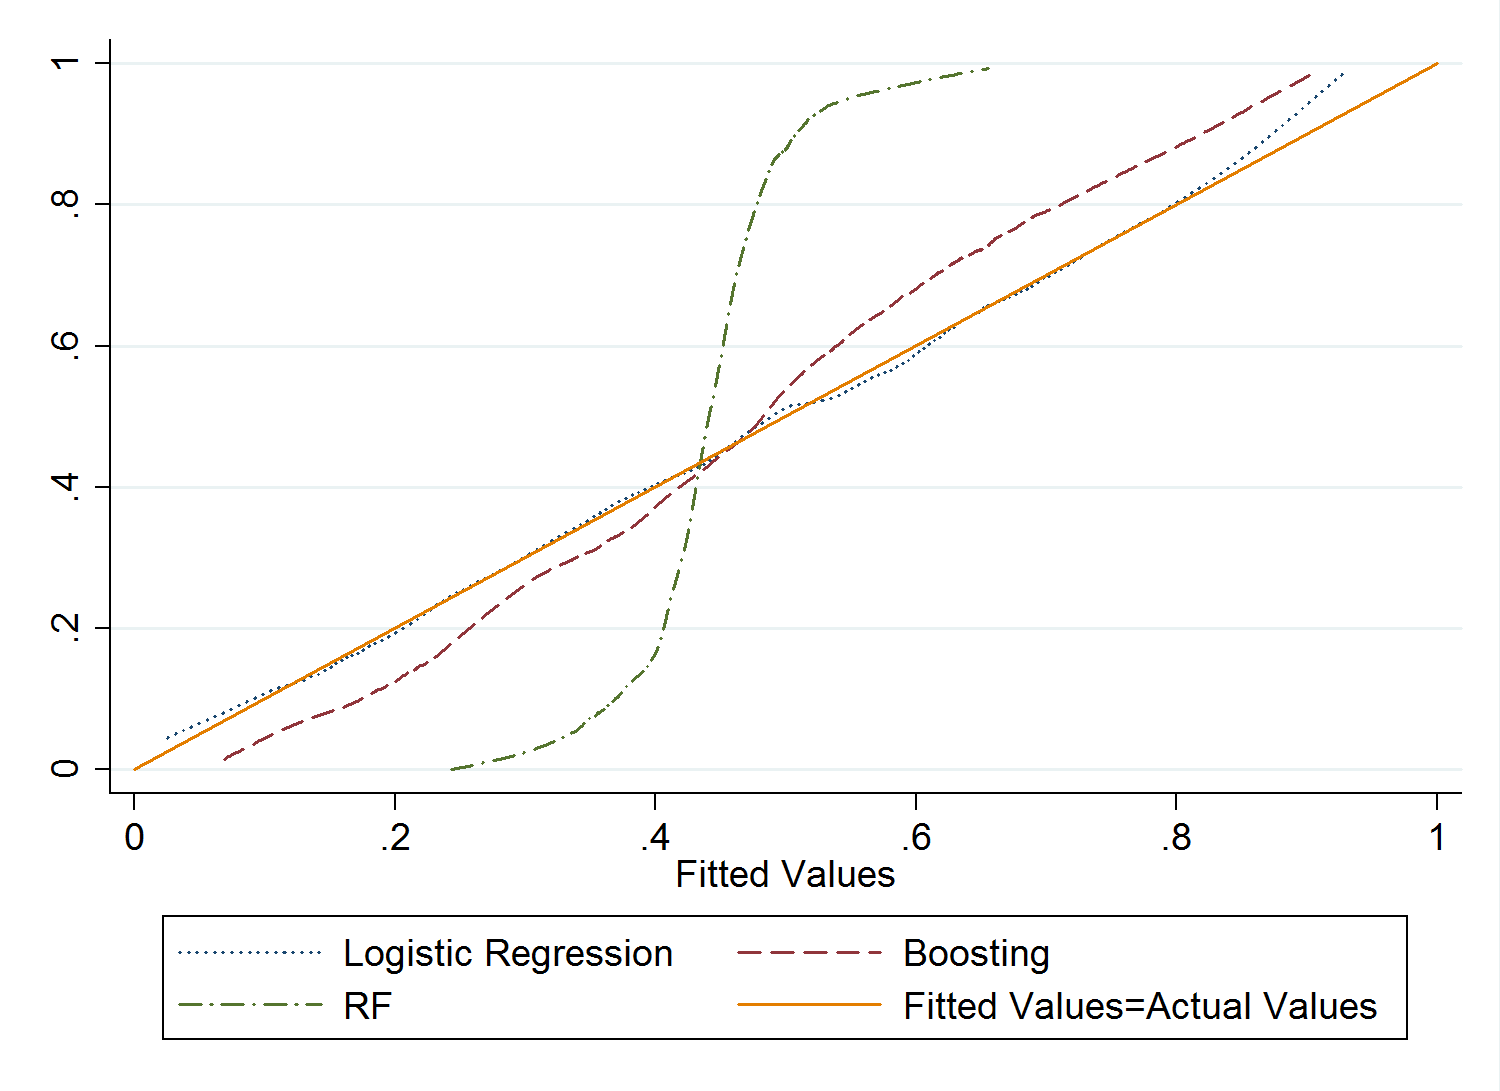 1
.8
.6
.4
.2
0
0 .2 .4 .6 .8 1
Fitted Values
Logistic Regression Boosting
RF Fitted Values=Actual Values